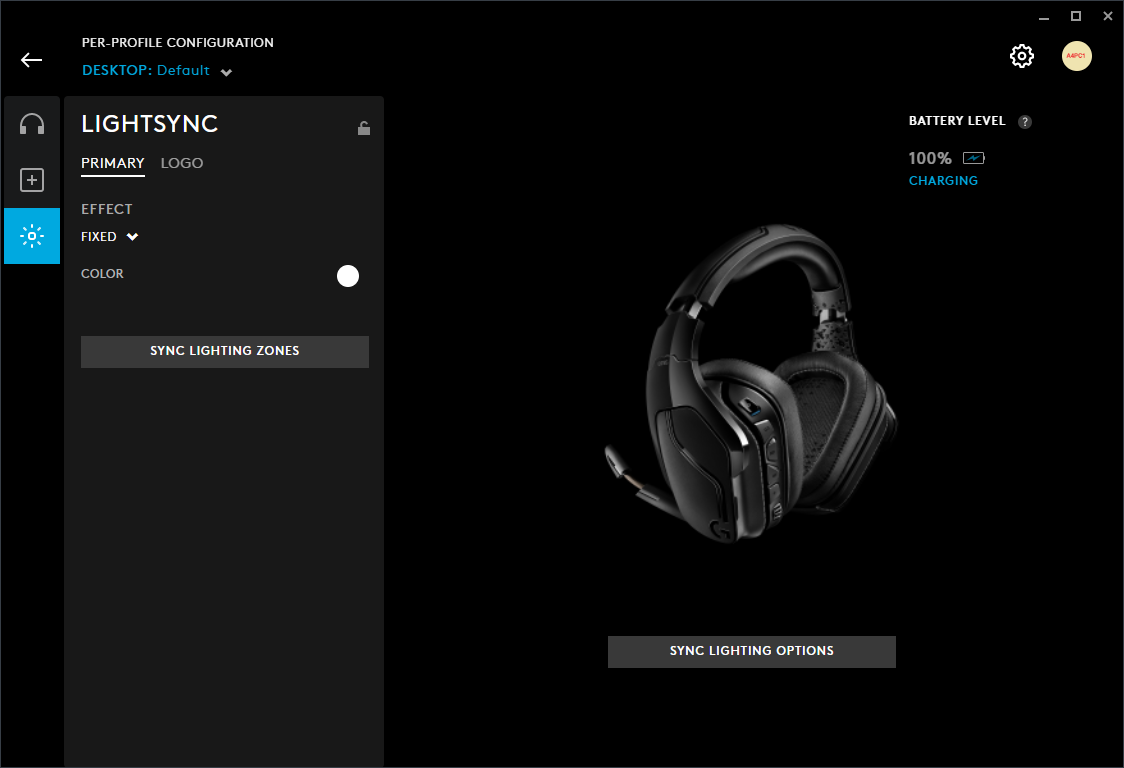 PER-PROFILE CONFIGURATION
DESKTOP: Default
A4PC1
LIGHTSYNC
PRIMARY LOGO
EFFECT
FIXED
COLOR
SYNC LIGHTING ZONES
BATTERY LEVEL ?
100%
CHARGING
SYNC LIGHTING OPTIONS